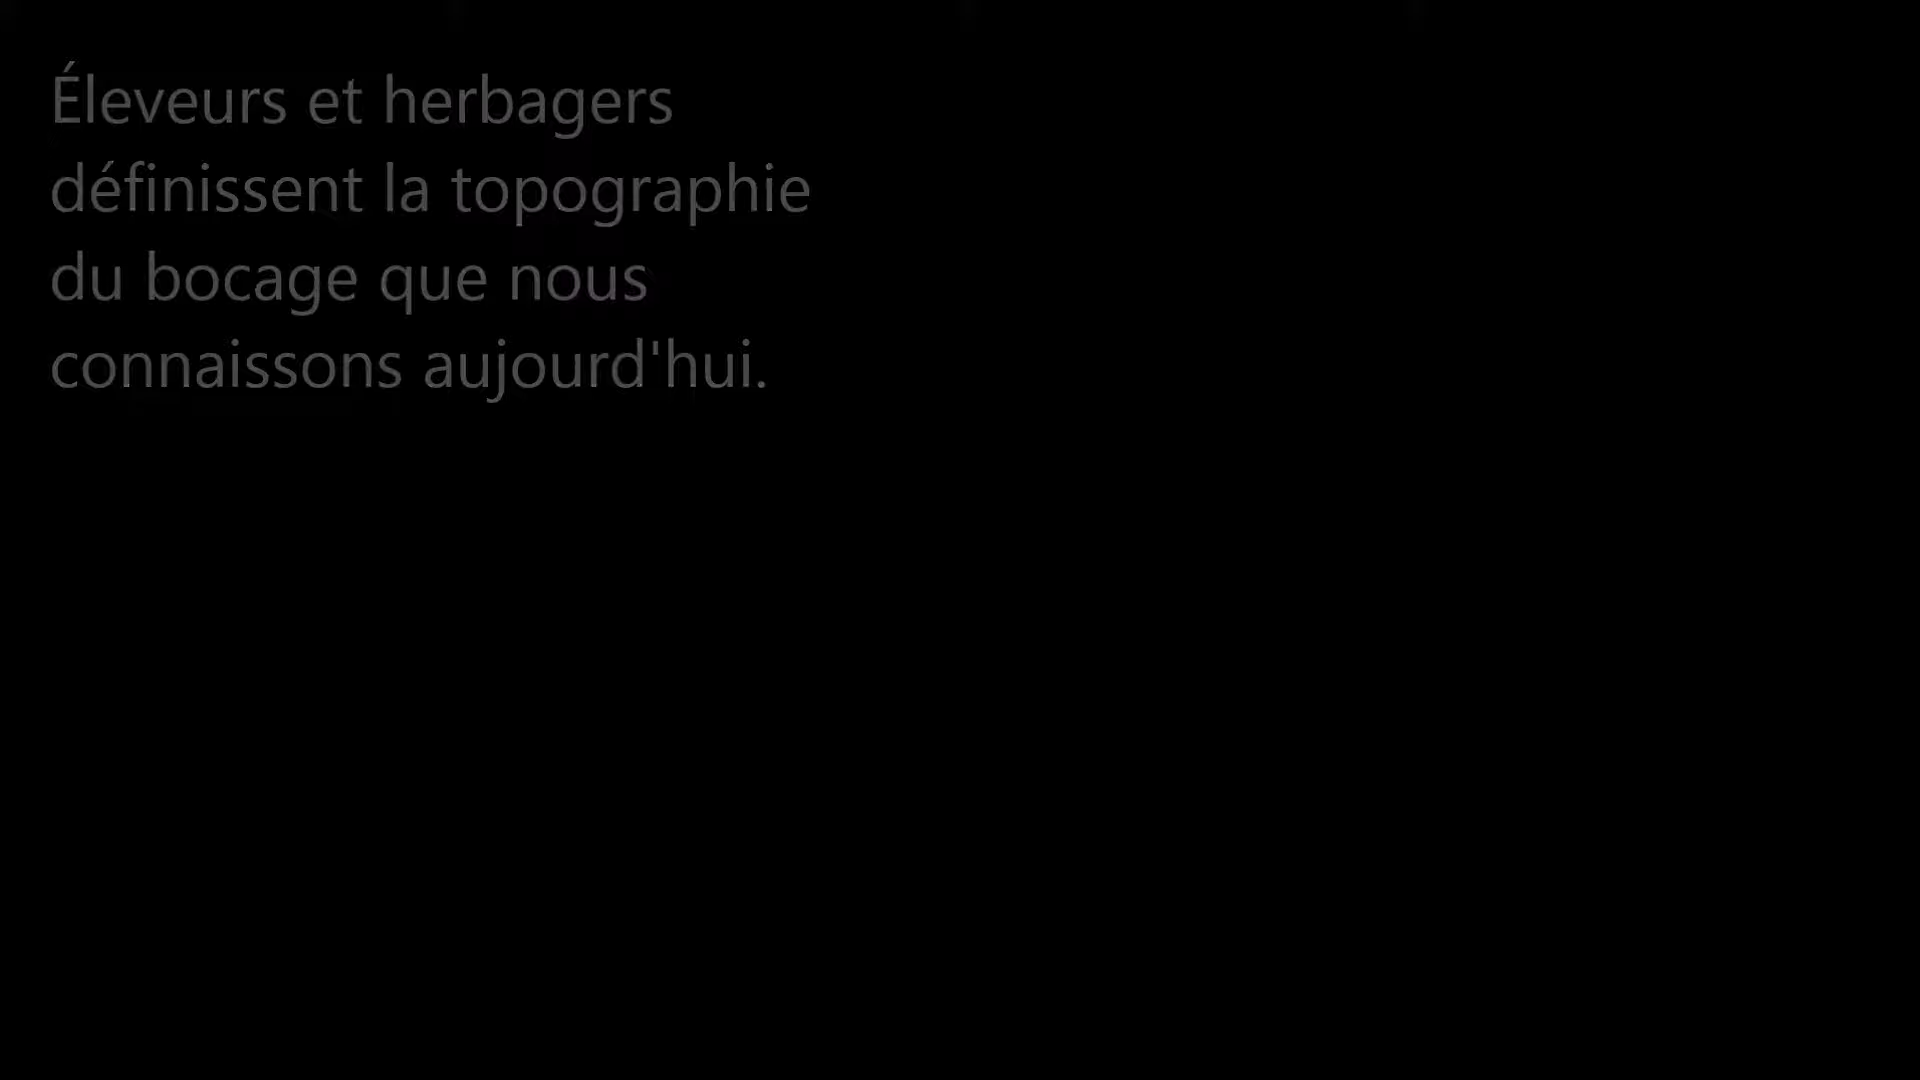 Éleveurs et herbagers
définissent la topographie
du bocage que nous
connaissons aujourd'hui.